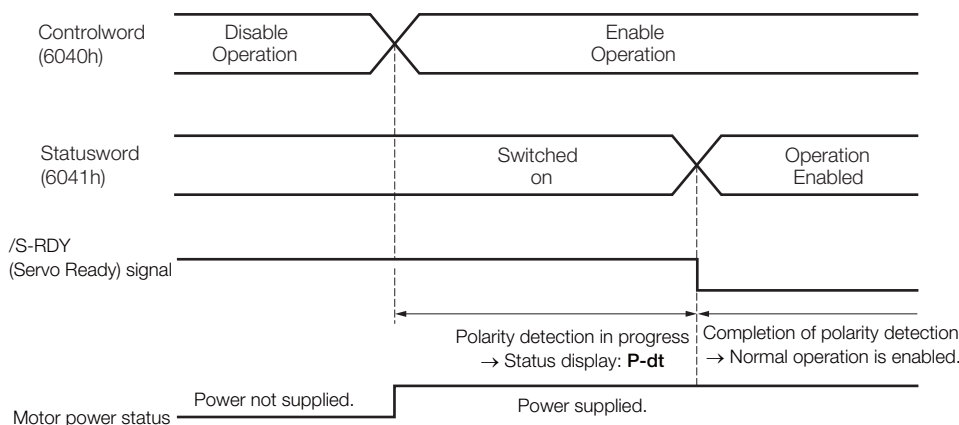 Controlword
(6040h)
Disable
Operation
Enable
Operation
Statusword
(6041h)
Switched
on
Operation
Enabled
/S-RDY
(Servo Ready) signal
Polarity detection in progress
→ Status display: P-dt
Completion of polarity detection
→ Normal operation is enabled.
Motor power status
Power not supplied.
Power supplied.